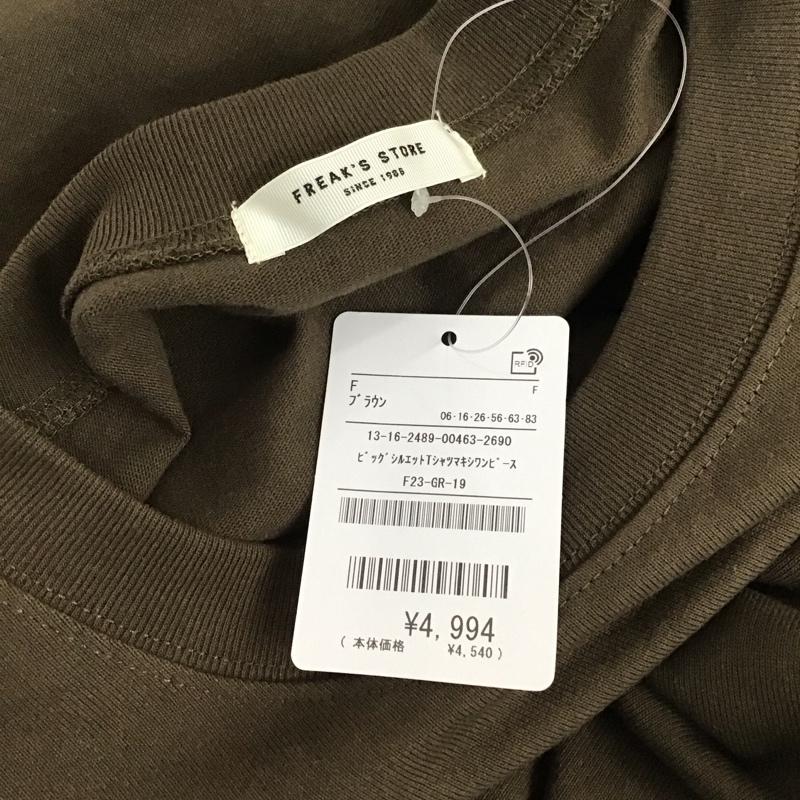 FREAK'S STORE
SINCE 1986
RFID
F F
ブラウン
06-16-26-56-63-83
13-16-2489-00463-2690
ﾋﾞｯｸﾞｼﾙｴｯﾄTｼｬﾂﾏｷｼﾜﾝﾋﾟｰｽ
F23-GR-19
¥4,994
( 本体価格 ¥4,540 )